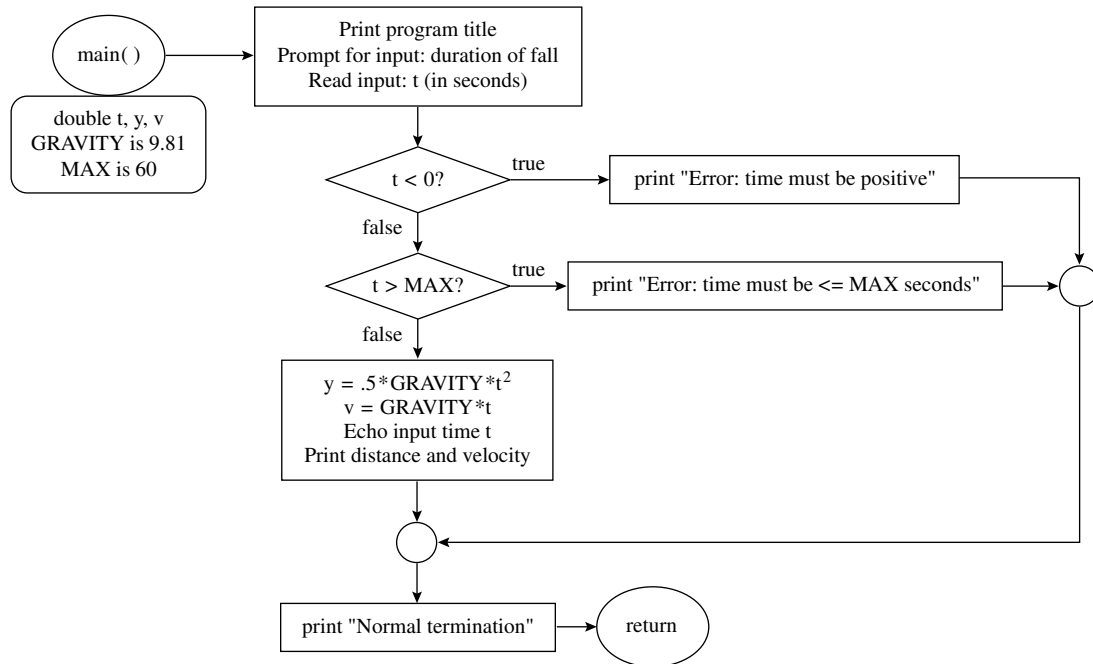 main( )
double t, y, v
GRAVITY is 9.81
MAX is 60
Print program title
Prompt for input: duration of fall
Read input: t (in seconds)
t < 0?
true
print "Error: time must be positive"
false
t > MAX?
true
print "Error: time must be <= MAX seconds"
false
y = .5*GRAVITY*t²
v = GRAVITY*t
Echo input time t
Print distance and velocity
print "Normal termination"
return